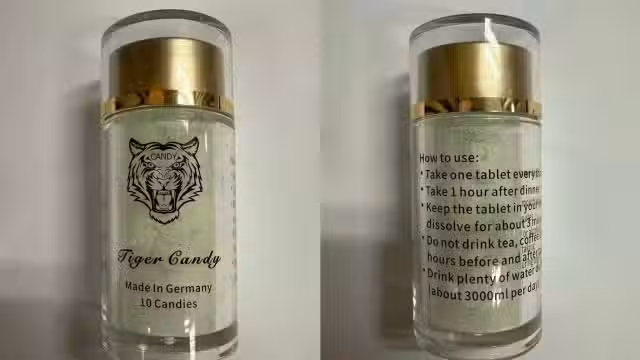 CANDY
Tiger Candy
Made In Germany
10 Candies
How to use:
• Take one tablet every
• Take 1 hour after dinner
• Keep the tablet in your
dissolve for about 3
• Do not drink tea, coffee
hours before and after
• Drink plenty of water
(about 3000ml per day)